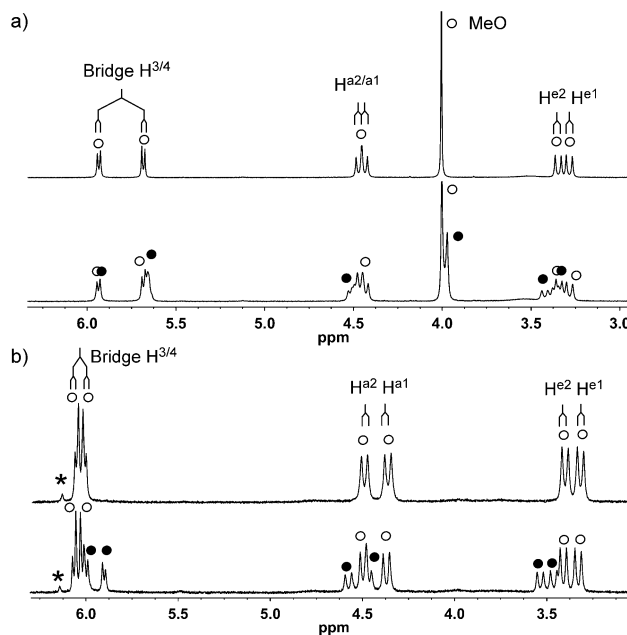 a)
MeO
Bridge H3/4
Ha2/a1
He2 He1
6.0 5.5 5.0 4.5 4.0 3.5 3.0
ppm
b)
Bridge H3/4
Ha2 Ha1
He2 He1
*
*
6.0 5.5 5.0 4.5 4.0 3.5
ppm